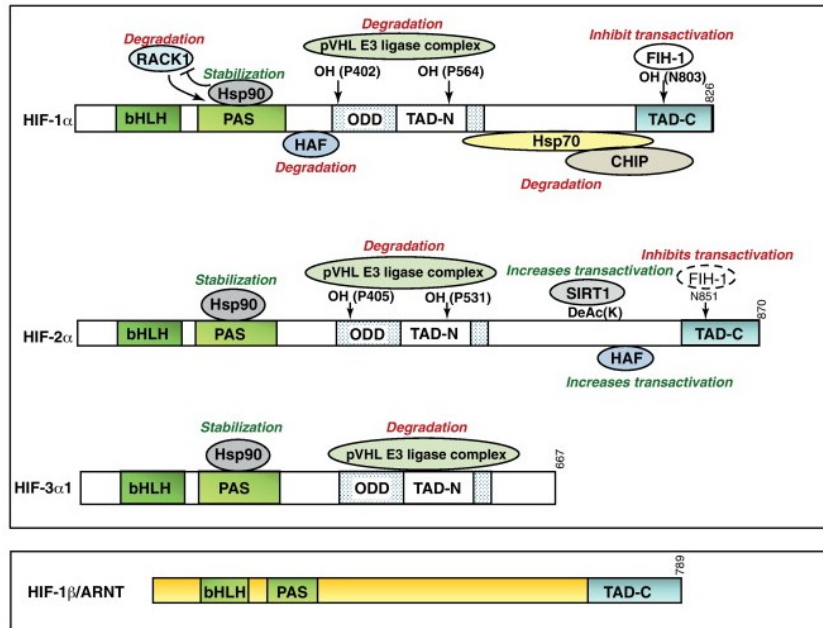 Degradation
RACK1
Stabilization
Hsp90
Degradation
pVHL E3 ligase complex
OH (P402)
OH (P564)
Inhibit transactivation
FIH-1
OH (N803)
826
HIF-1α
bHLH
PAS
ODD
TAD-N
TAD-C
HAF
Degradation
Hsp70
CHIP
Degradation
Stabilization
Hsp90
Degradation
pVHL E3 ligase complex
OH (P405)
OH (P531)
Increases transactivation
SIRT1
DeAc(K)
Inhibits transactivation
FIH-1
N851
870
HIF-2α
bHLH
PAS
ODD
TAD-N
TAD-C
HAF
Increases transactivation
Stabilization
Hsp90
Degradation
pVHL E3 ligase complex
667
HIF-3α1
bHLH
PAS
ODD
TAD-N
789
HIF-1β/ARNT
bHLH
PAS
TAD-C